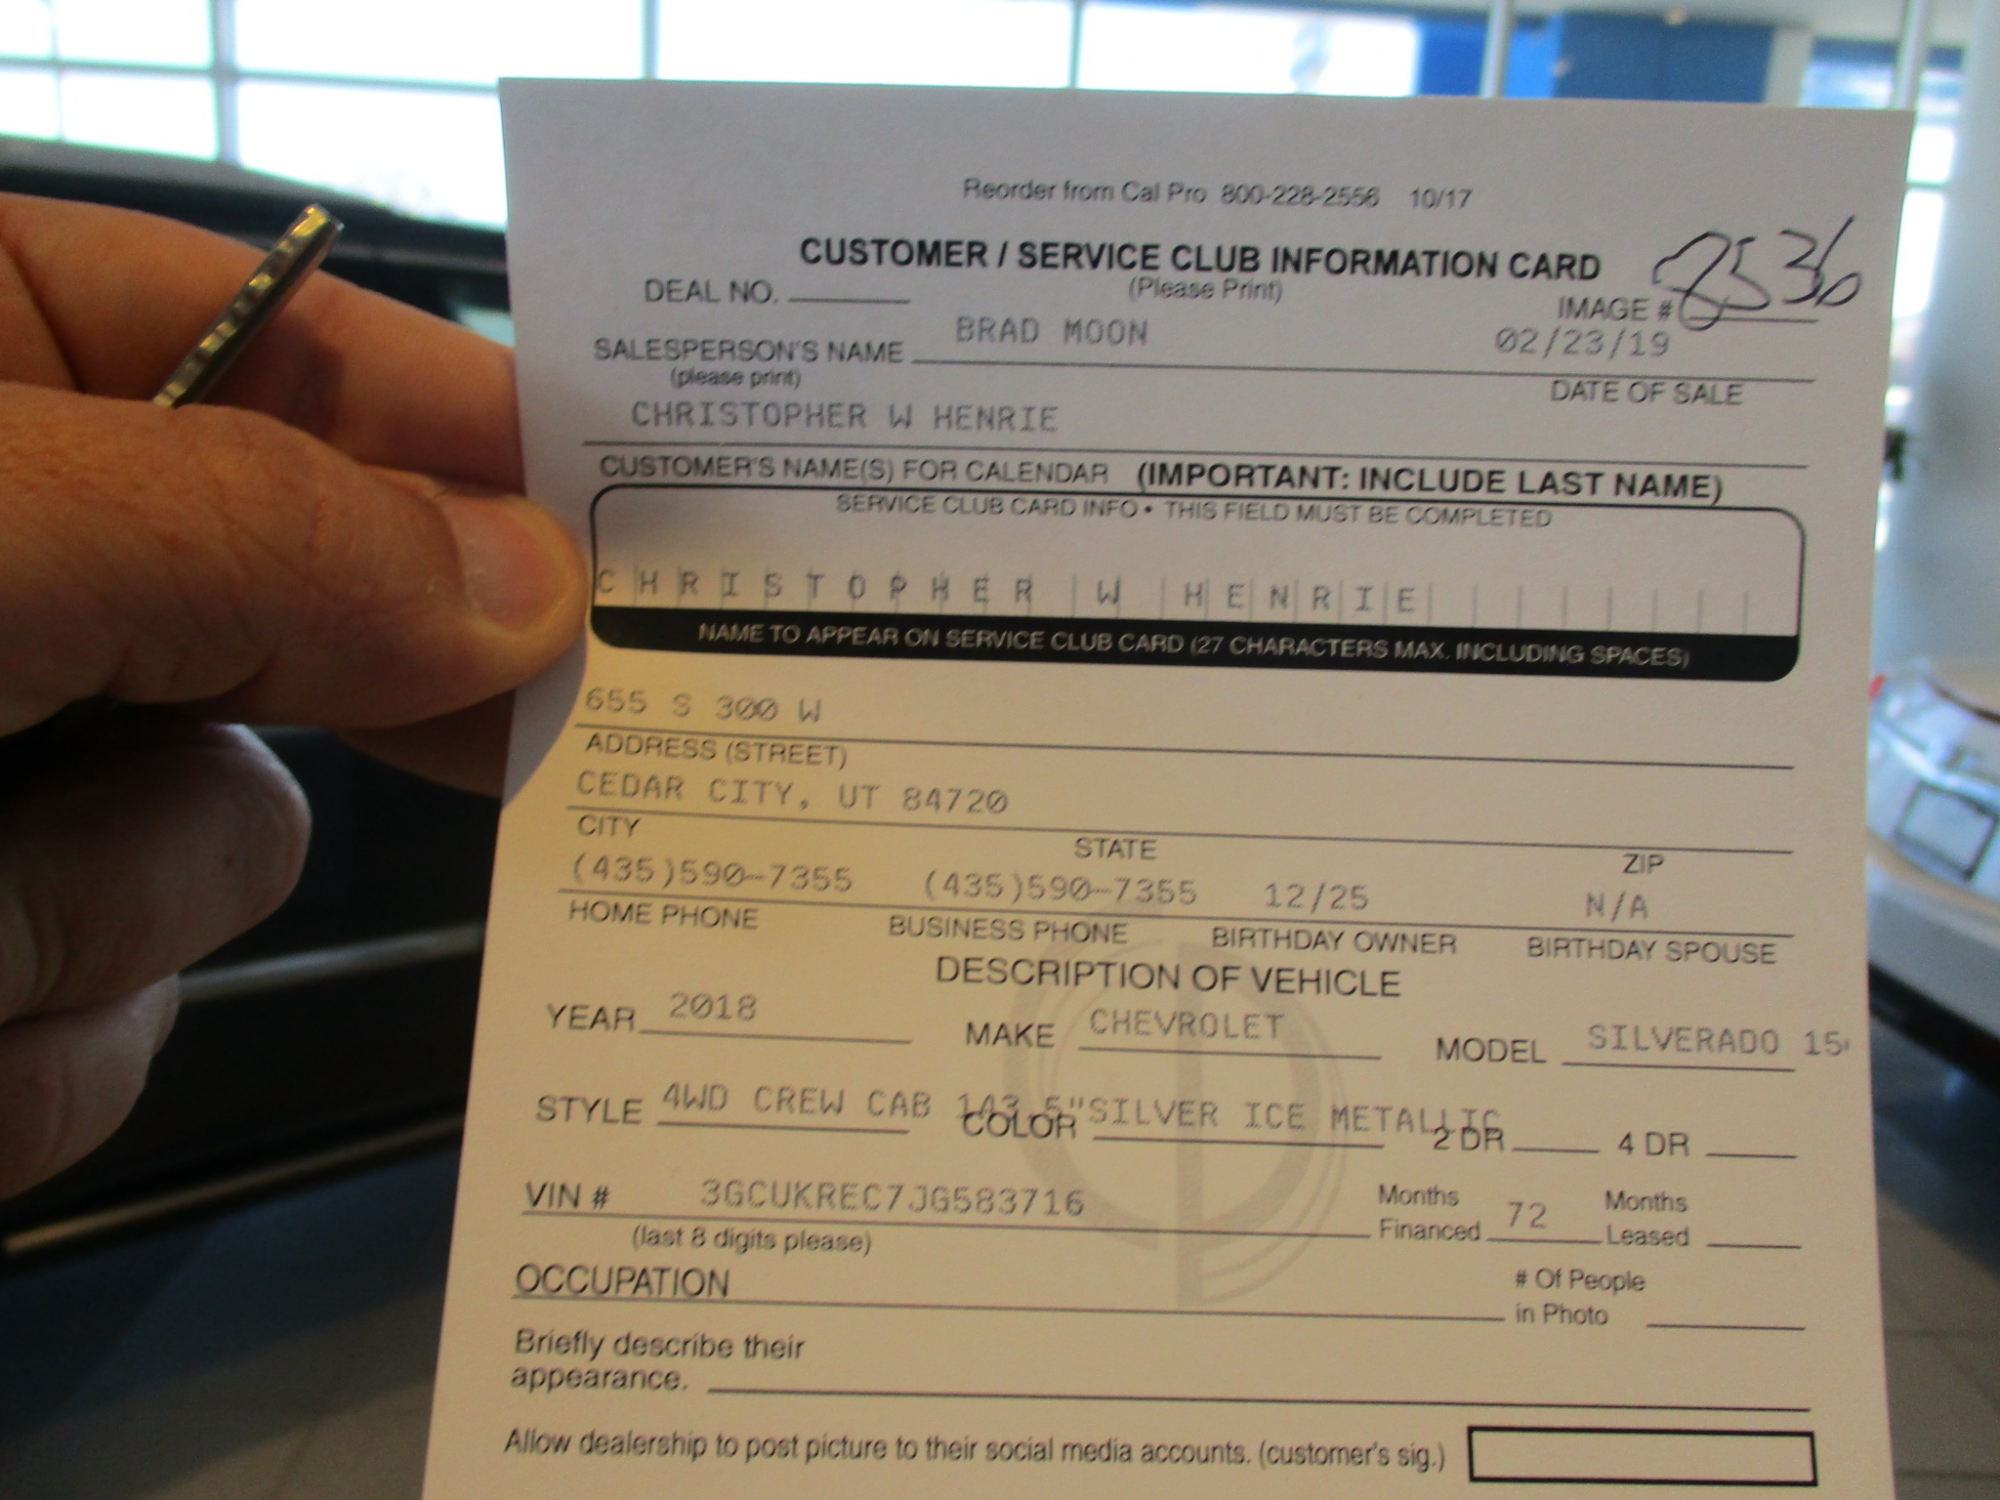 Reorder from Cal Pro 800-228-2556 10/17
CUSTOMER / SERVICE CLUB INFORMATION CARD
(Please Print)
DEAL NO.
IMAGE # 8536
BRAD MOON 02/23/19
SALESPERSON'S NAME
(please print)
DATE OF SALE
CHRISTOPHER W HENRIE
CUSTOMER'S NAME(S) FOR CALENDAR (IMPORTANT: INCLUDE LAST NAME)
SERVICE CLUB CARD INFO • THIS FIELD MUST BE COMPLETED
CHRISTOPHER W HENRIE
NAME TO APPEAR ON SERVICE CLUB CARD (27 CHARACTERS MAX. INCLUDING SPACES)
655 S 300 W
ADDRESS (STREET)
CEDAR CITY, UT 84720
CITY STATE ZIP
(435)590-7355 (435)590-7355 12/25 N/A
HOME PHONE BUSINESS PHONE BIRTHDAY OWNER BIRTHDAY SPOUSE
DESCRIPTION OF VEHICLE
YEAR 2018 MAKE CHEVROLET MODEL SILVERADO 15
STYLE 4WD CREW CAB 143.5" COLOR SILVER ICE METALLIC 2 DR 4 DR
VIN # 3GCUKREC7JG583716 Months Financed 72 Months Leased
(last 8 digits please)
OCCUPATION # Of People in Photo
Briefly describe their
appearance.
Allow dealership to post picture to their social media accounts. (customer's sig.)